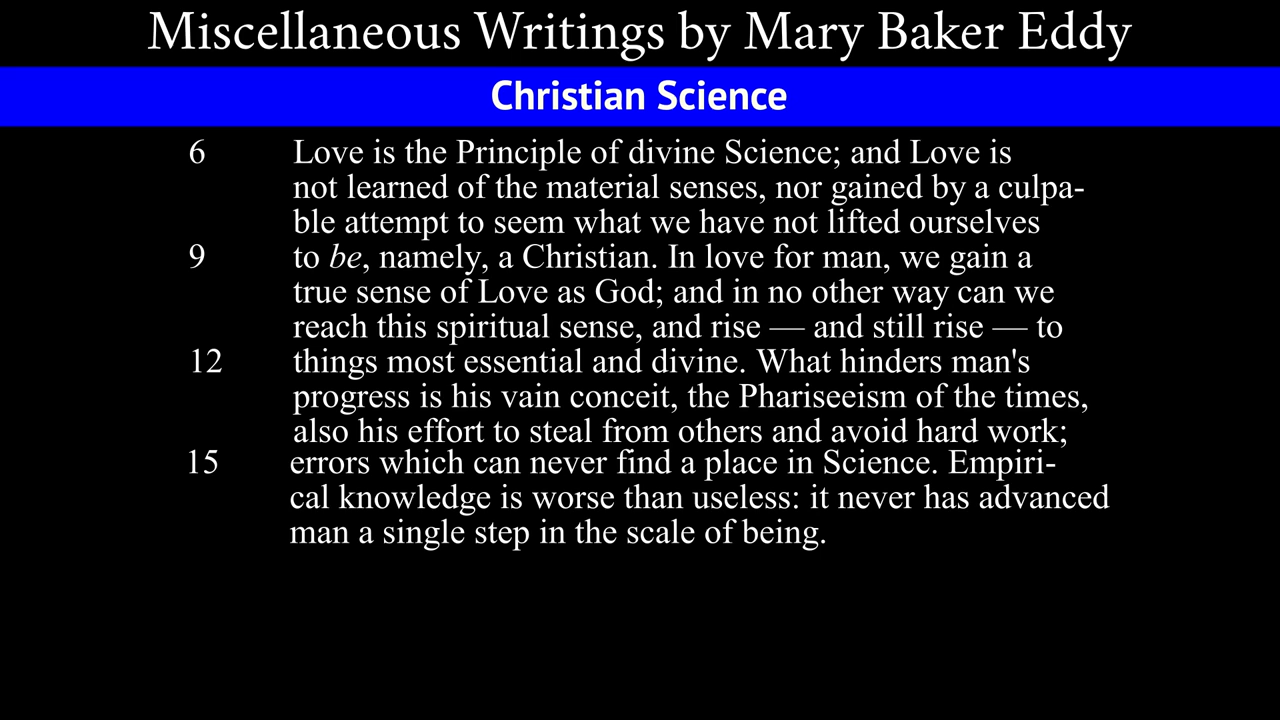 Miscellaneous Writings by Mary Baker Eddy
Christian Science
6 Love is the Principle of divine Science; and Love is
not learned of the material senses, nor gained by a culpa-
ble attempt to seem what we have not lifted ourselves
9 to be, namely, a Christian. In love for man, we gain a
true sense of Love as God; and in no other way can we
reach this spiritual sense, and rise — and still rise — to
12 things most essential and divine. What hinders man's
progress is his vain conceit, the Phariseeism of the times,
also his effort to steal from others and avoid hard work;
15 errors which can never find a place in Science. Empiri-
cal knowledge is worse than useless: it never has advanced
man a single step in the scale of being.